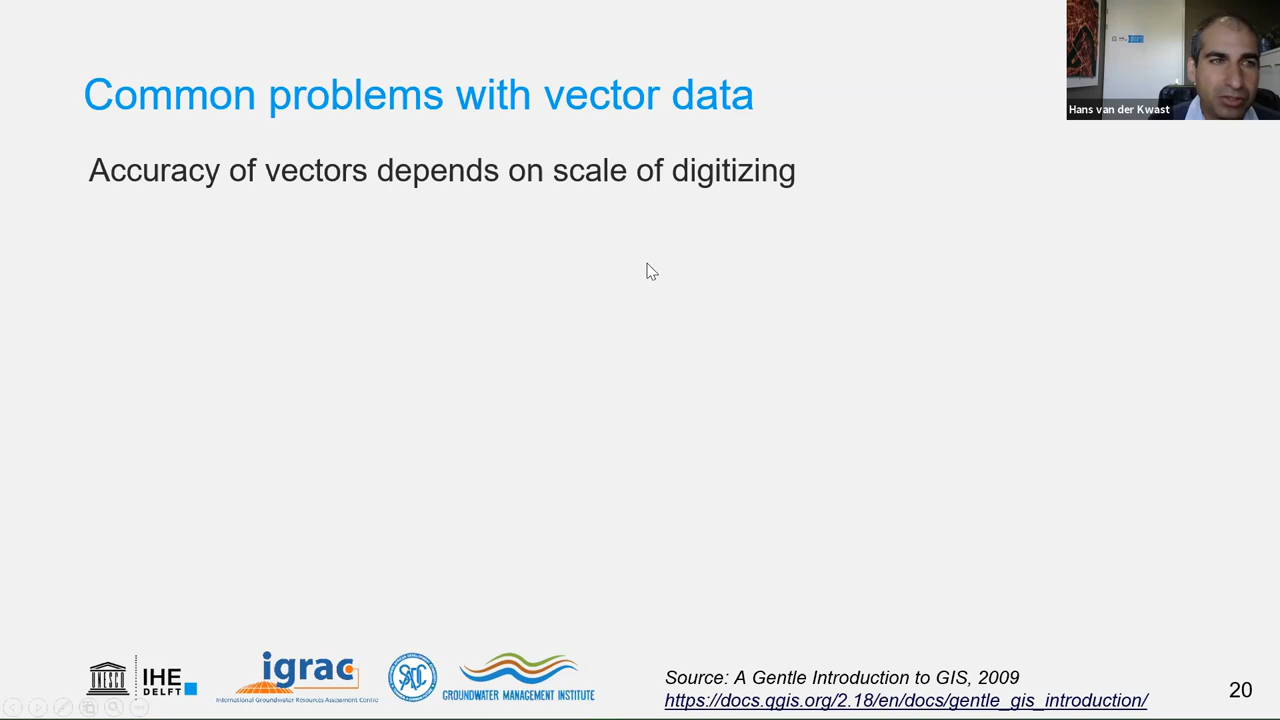 Common problems with vector data
Hans van der Kwast
Accuracy of vectors depends on scale of digitizing
UNESCO
IHE
DELFT
igrac
International Groundwater Resources Assessment Centre
GROUNDWATER MANAGEMENT INSTITUTE
Source: A Gentle Introduction to GIS, 2009
https://docs.qgis.org/2.18/en/docs/gentle_gis_introduction/
20